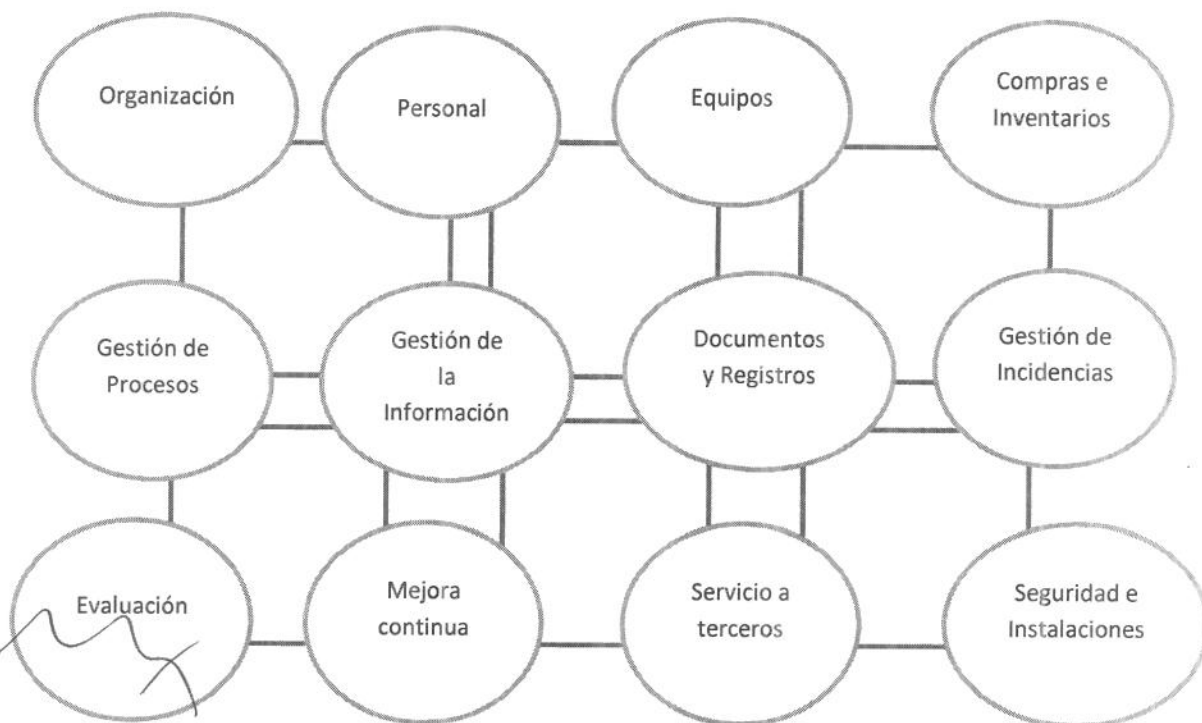 Organización
Personal
Equipos
Compras e
Inventarios
Gestión de
Procesos
Gestión de
la
Información
Documentos
y Registros
Gestión de
Incidencias
Evaluación
Mejora
continua
Servicio a
terceros
Seguridad e
Instalaciones